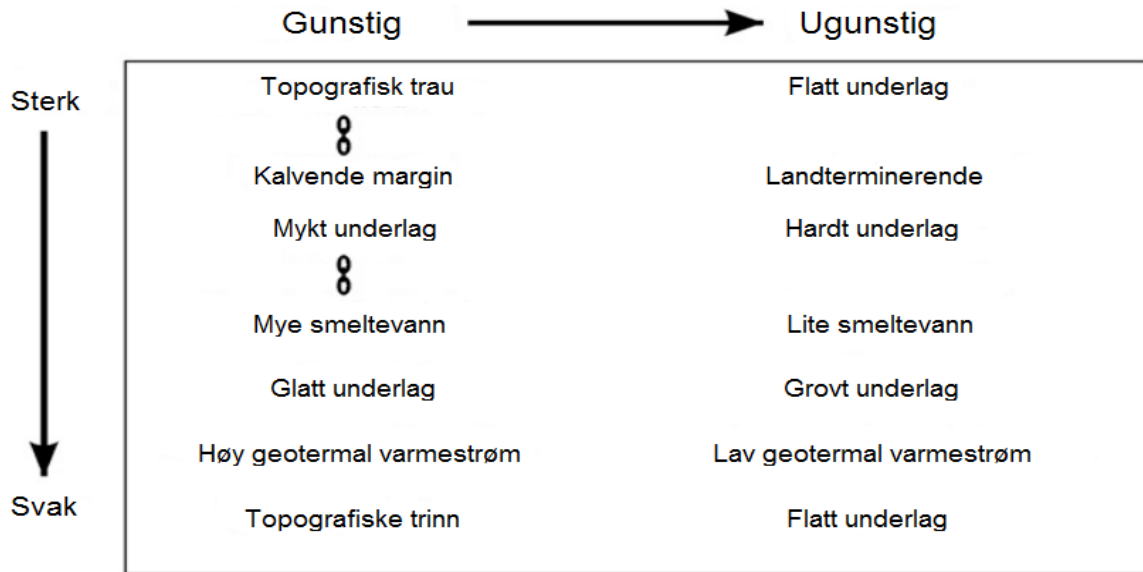 Gunstig Ugunstig
Sterk
Topografisk trau Flatt underlag
Kalvende margin Landterminerende
Mykt underlag Hardt underlag
Mye smeltevann Lite smeltevann
Glatt underlag Grovt underlag
Høy geotermal varmestrøm Lav geotermal varmestrøm
Svak
Topografiske trinn Flatt underlag